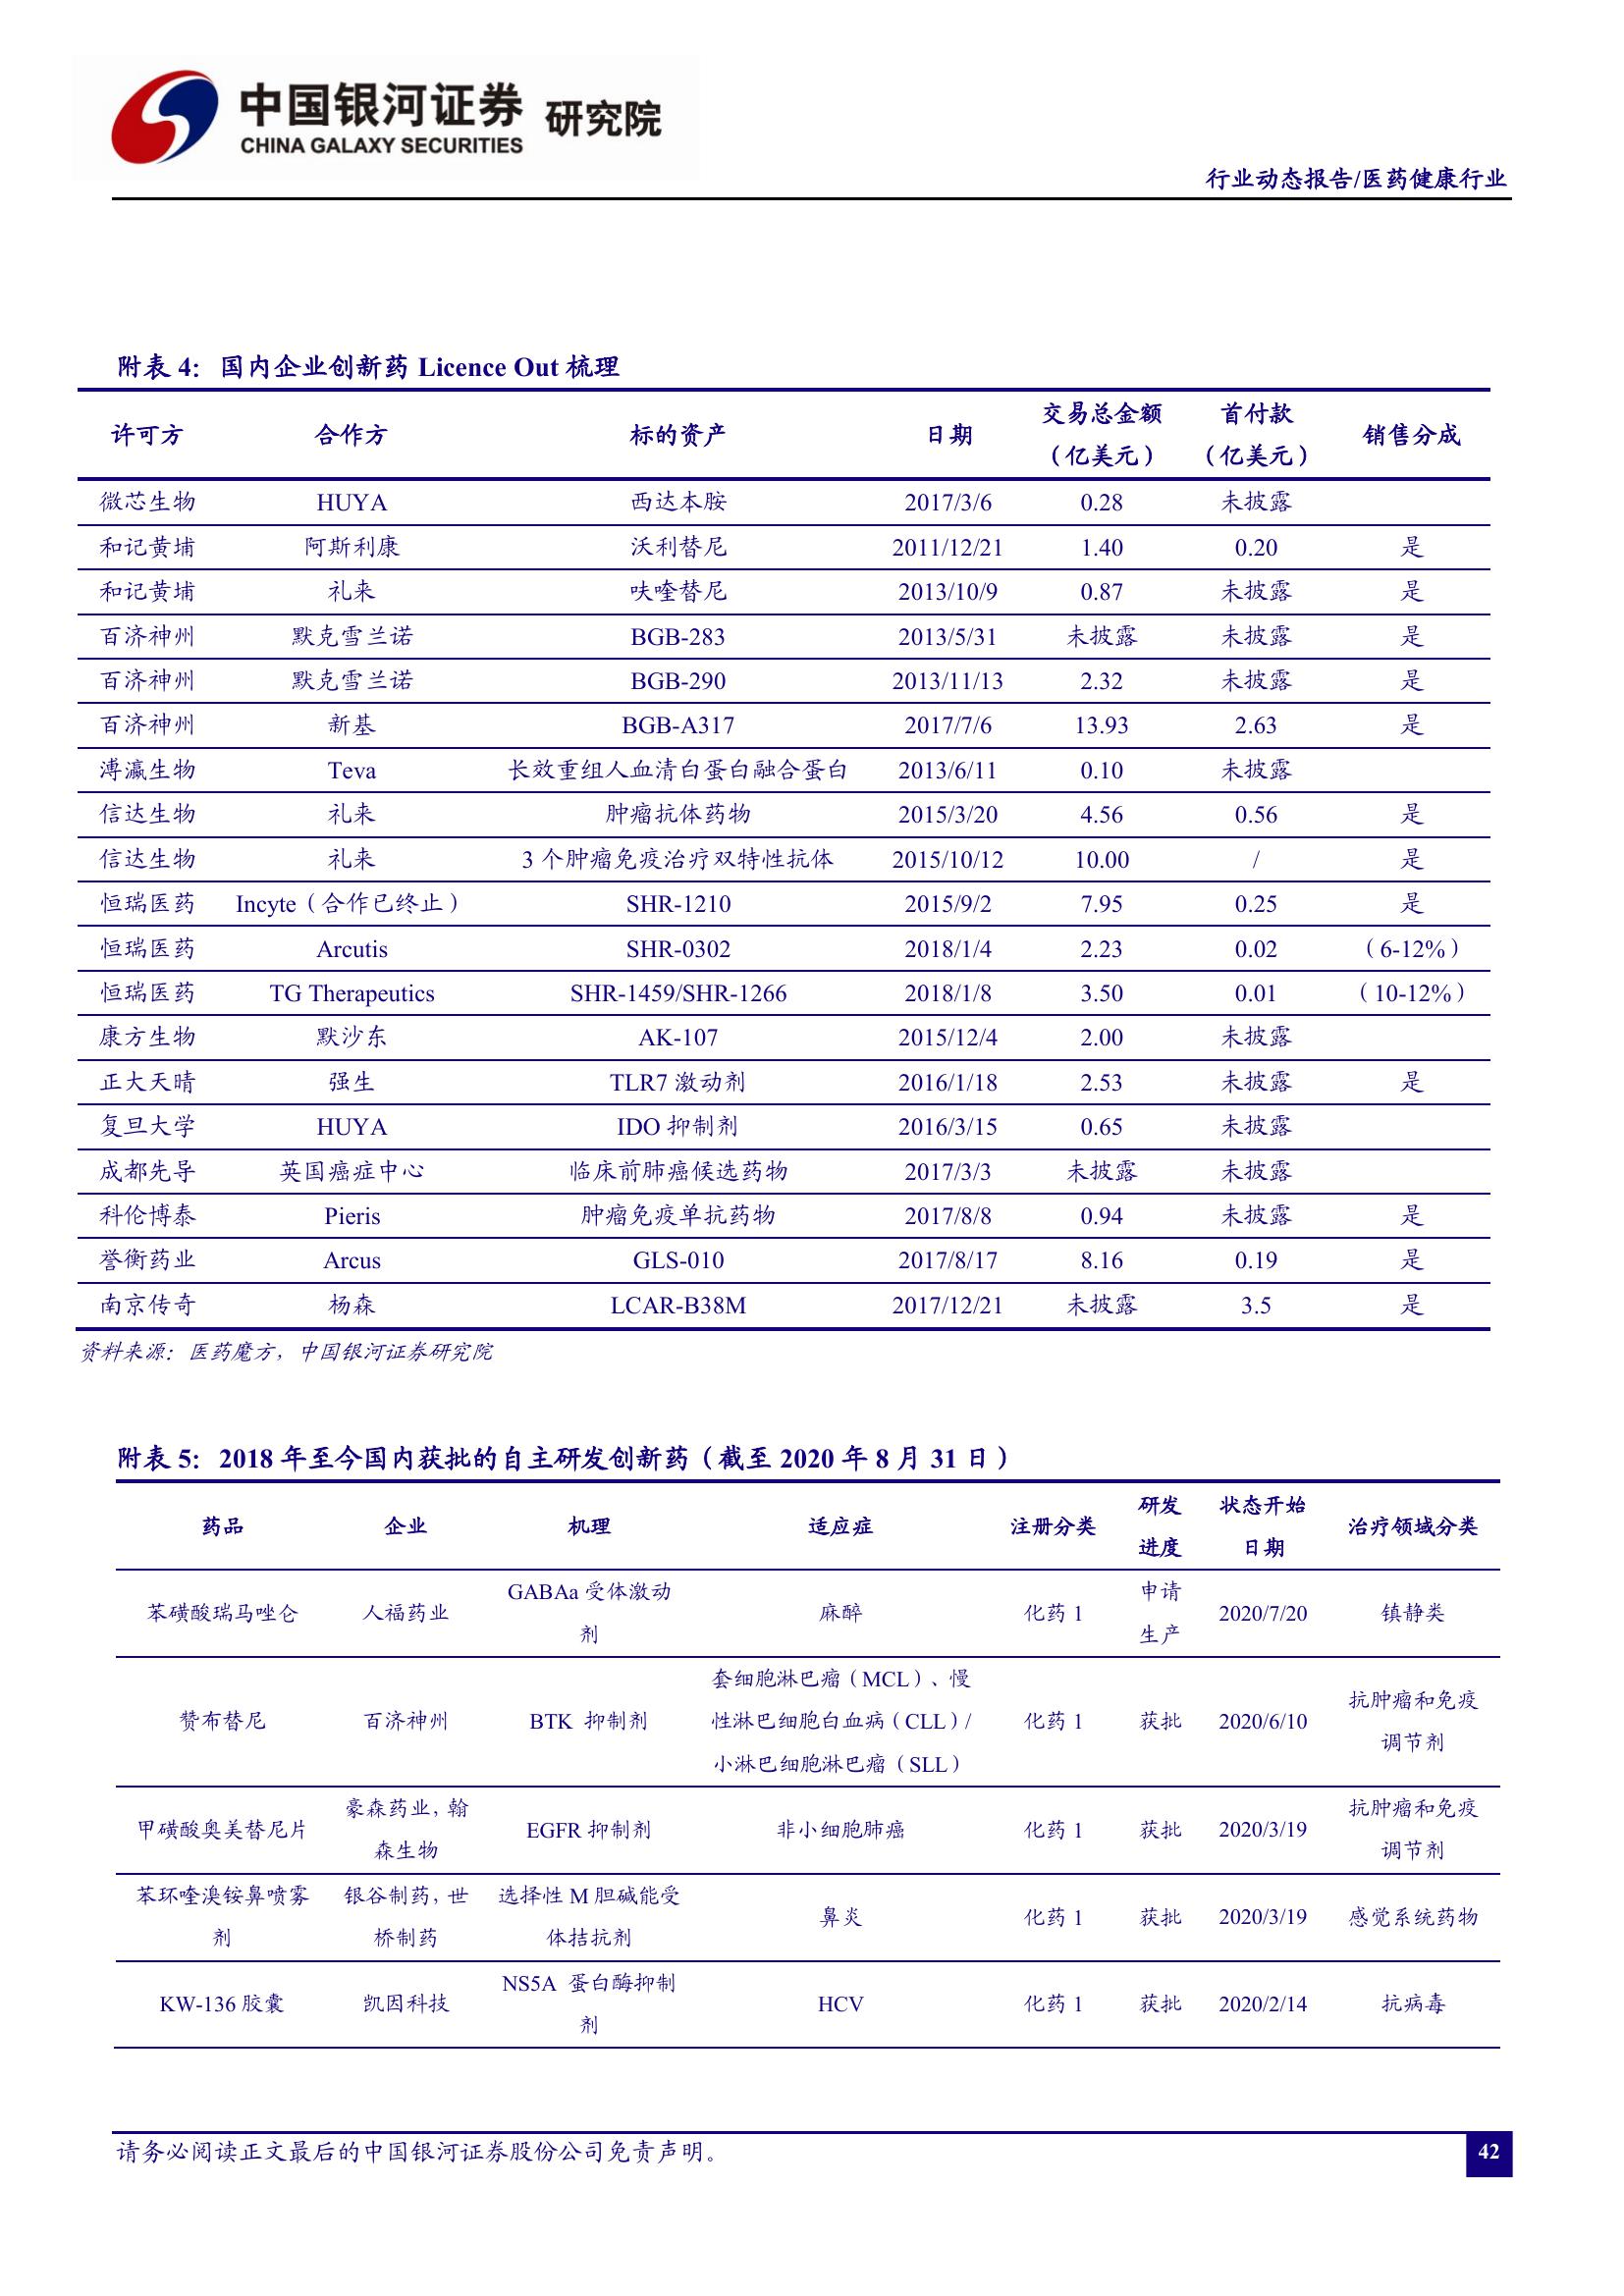 中国银河证券 研究院
CHINA GALAXY SECURITIES
行业动态报告/医药健康行业
附表 4: 国内企业创新药 Licence Out 梳理
许可方 合作方 标的资产 日期 交易总金额（亿美元） 首付款（亿美元） 销售分成
微芯生物 HUYA 西达本胺 2017/3/6 0.28 未披露
和记黄埔 阿斯利康 沃利替尼 2011/12/21 1.40 0.20 是
和记黄埔 礼来 呋喹替尼 2013/10/9 0.87 未披露 是
百济神州 默克雪兰诺 BGB-283 2013/5/31 未披露 未披露 是
百济神州 默克雪兰诺 BGB-290 2013/11/13 2.32 未披露 是
百济神州 新基 BGB-A317 2017/7/6 13.93 2.63 是
溥瀛生物 Teva 长效重组人血清白蛋白融合蛋白 2013/6/11 0.10 未披露
信达生物 礼来 肿瘤抗体药物 2015/3/20 4.56 0.56 是
信达生物 礼来 3 个肿瘤免疫治疗双特性抗体 2015/10/12 10.00 / 是
恒瑞医药 Incyte（合作已终止） SHR-1210 2015/9/2 7.95 0.25 是
恒瑞医药 Arcutis SHR-0302 2018/1/4 2.23 0.02 （6-12%）
恒瑞医药 TG Therapeutics SHR-1459/SHR-1266 2018/1/8 3.50 0.01 （10-12%）
康方生物 默沙东 AK-107 2015/12/4 2.00 未披露
正大天晴 强生 TLR7 激动剂 2016/1/18 2.53 未披露 是
复旦大学 HUYA IDO 抑制剂 2016/3/15 0.65 未披露
成都先导 英国癌症中心 临床前肺癌候选药物 2017/3/3 未披露 未披露
科伦博泰 Pieris 肿瘤免疫单抗药物 2017/8/8 0.94 未披露 是
誉衡药业 Arcus GLS-010 2017/8/17 8.16 0.19 是
南京传奇 杨森 LCAR-B38M 2017/12/21 未披露 3.5 是
资料来源：医药魔方，中国银河证券研究院
附表 5: 2018 年至今国内获批的自主研发创新药（截至 2020 年 8 月 31 日）
药品 企业 机理 适应症 注册分类 研发进度 状态开始日期 治疗领域分类
苯磺酸瑞马唑仑 人福药业 GABAa 受体激动剂 麻醉 化药 1 申请生产 2020/7/20 镇静类
赞布替尼 百济神州 BTK 抑制剂 套细胞淋巴瘤（MCL）、慢性淋巴细胞白血病（CLL）/小淋巴细胞淋巴瘤（SLL） 化药 1 获批 2020/6/10 抗肿瘤和免疫调节剂
甲磺酸奥美替尼片 豪森药业，翰森生物 EGFR 抑制剂 非小细胞肺癌 化药 1 获批 2020/3/19 抗肿瘤和免疫调节剂
苯环喹溴铵鼻喷雾剂 银谷制药，世桥制药 选择性 M 胆碱能受体拮抗剂 鼻炎 化药 1 获批 2020/3/19 感觉系统药物
KW-136 胶囊 凯因科技 NS5A 蛋白酶抑制剂 HCV 化药 1 获批 2020/2/14 抗病毒
请务必阅读正文最后的中国银河证券股份公司免责声明。
42